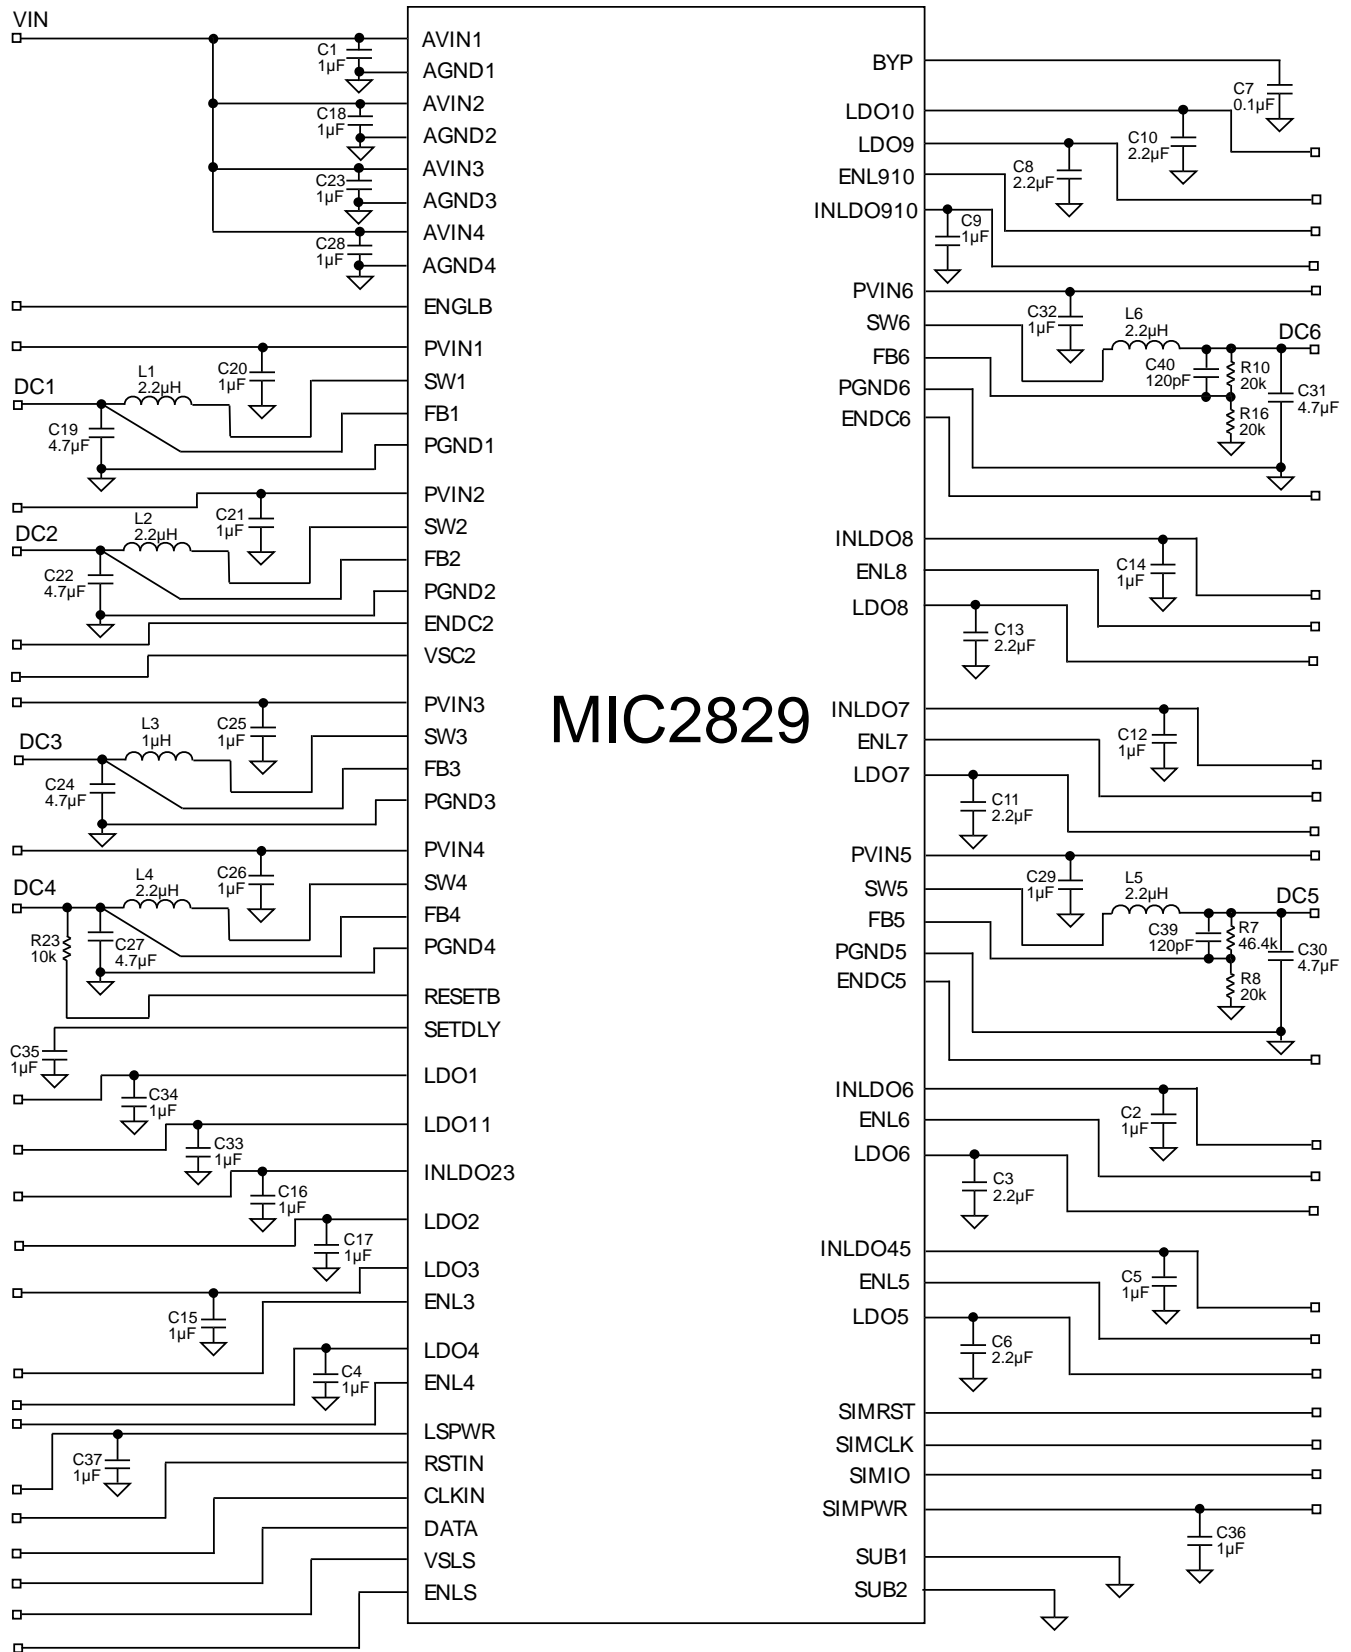 VIN
AVIN1
C1
1µF
AGND1
AVIN2
C18
1µF
AGND2
AVIN3
C23
1µF
AGND3
AVIN4
C28
1µF
AGND4
ENGLB
PVIN1
L1
2.2µH
C20
1µF
SW1
DC1
FB1
C19
4.7µF
PGND1
PVIN2
L2
2.2µH
C21
1µF
SW2
DC2
FB2
C22
4.7µF
PGND2
ENDC2
VSC2
PVIN3
L3
1µH
C25
1µF
SW3
DC3
FB3
C24
4.7µF
PGND3
PVIN4
L4
2.2µH
C26
1µF
SW4
DC4
FB4
R23
10k
C27
4.7µF
PGND4
RESETB
SETDLY
C35
1µF
LDO1
C34
1µF
LDO11
C33
1µF
INLDO23
C16
1µF
LDO2
C17
1µF
LDO3
ENL3
C15
1µF
LDO4
C4
1µF
ENL4
LSPWR
C37
1µF
RSTIN
CLKIN
DATA
VSLS
ENLS
MIC2829
BYP
C7
0.1µF
LDO10
C10
2.2µF
LDO9
C8
2.2µF
ENL910
INLDO910
C9
1µF
PVIN6
C32
1µF
SW6
L6
2.2µH
DC6
FB6
C40
120pF
R10
20k
C31
4.7µF
PGND6
R16
20k
ENDC6
INLDO8
C14
1µF
ENL8
LDO8
C13
2.2µF
INLDO7
C12
1µF
ENL7
LDO7
C11
2.2µF
PVIN5
C29
1µF
SW5
L5
2.2µH
DC5
FB5
C39
120pF
R7
46.4k
C30
4.7µF
PGND5
R8
20k
ENDC5
INLDO6
C2
1µF
ENL6
LDO6
C3
2.2µF
INLDO45
C5
1µF
ENL5
LDO5
C6
2.2µF
SIMRST
SIMCLK
SIMIO
SIMPWR
C36
1µF
SUB1
SUB2